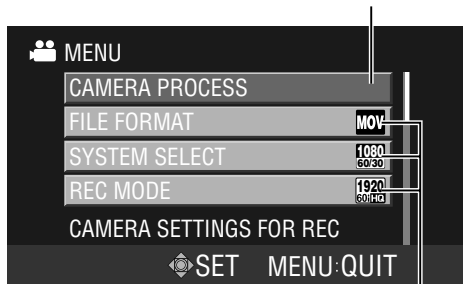 MENU
CAMERA PROCESS
FILE FORMAT MOV
SYSTEM SELECT 1080 60/30
REC MODE 1920 60/HQ
CAMERA SETTINGS FOR REC
SET MENU:QUIT